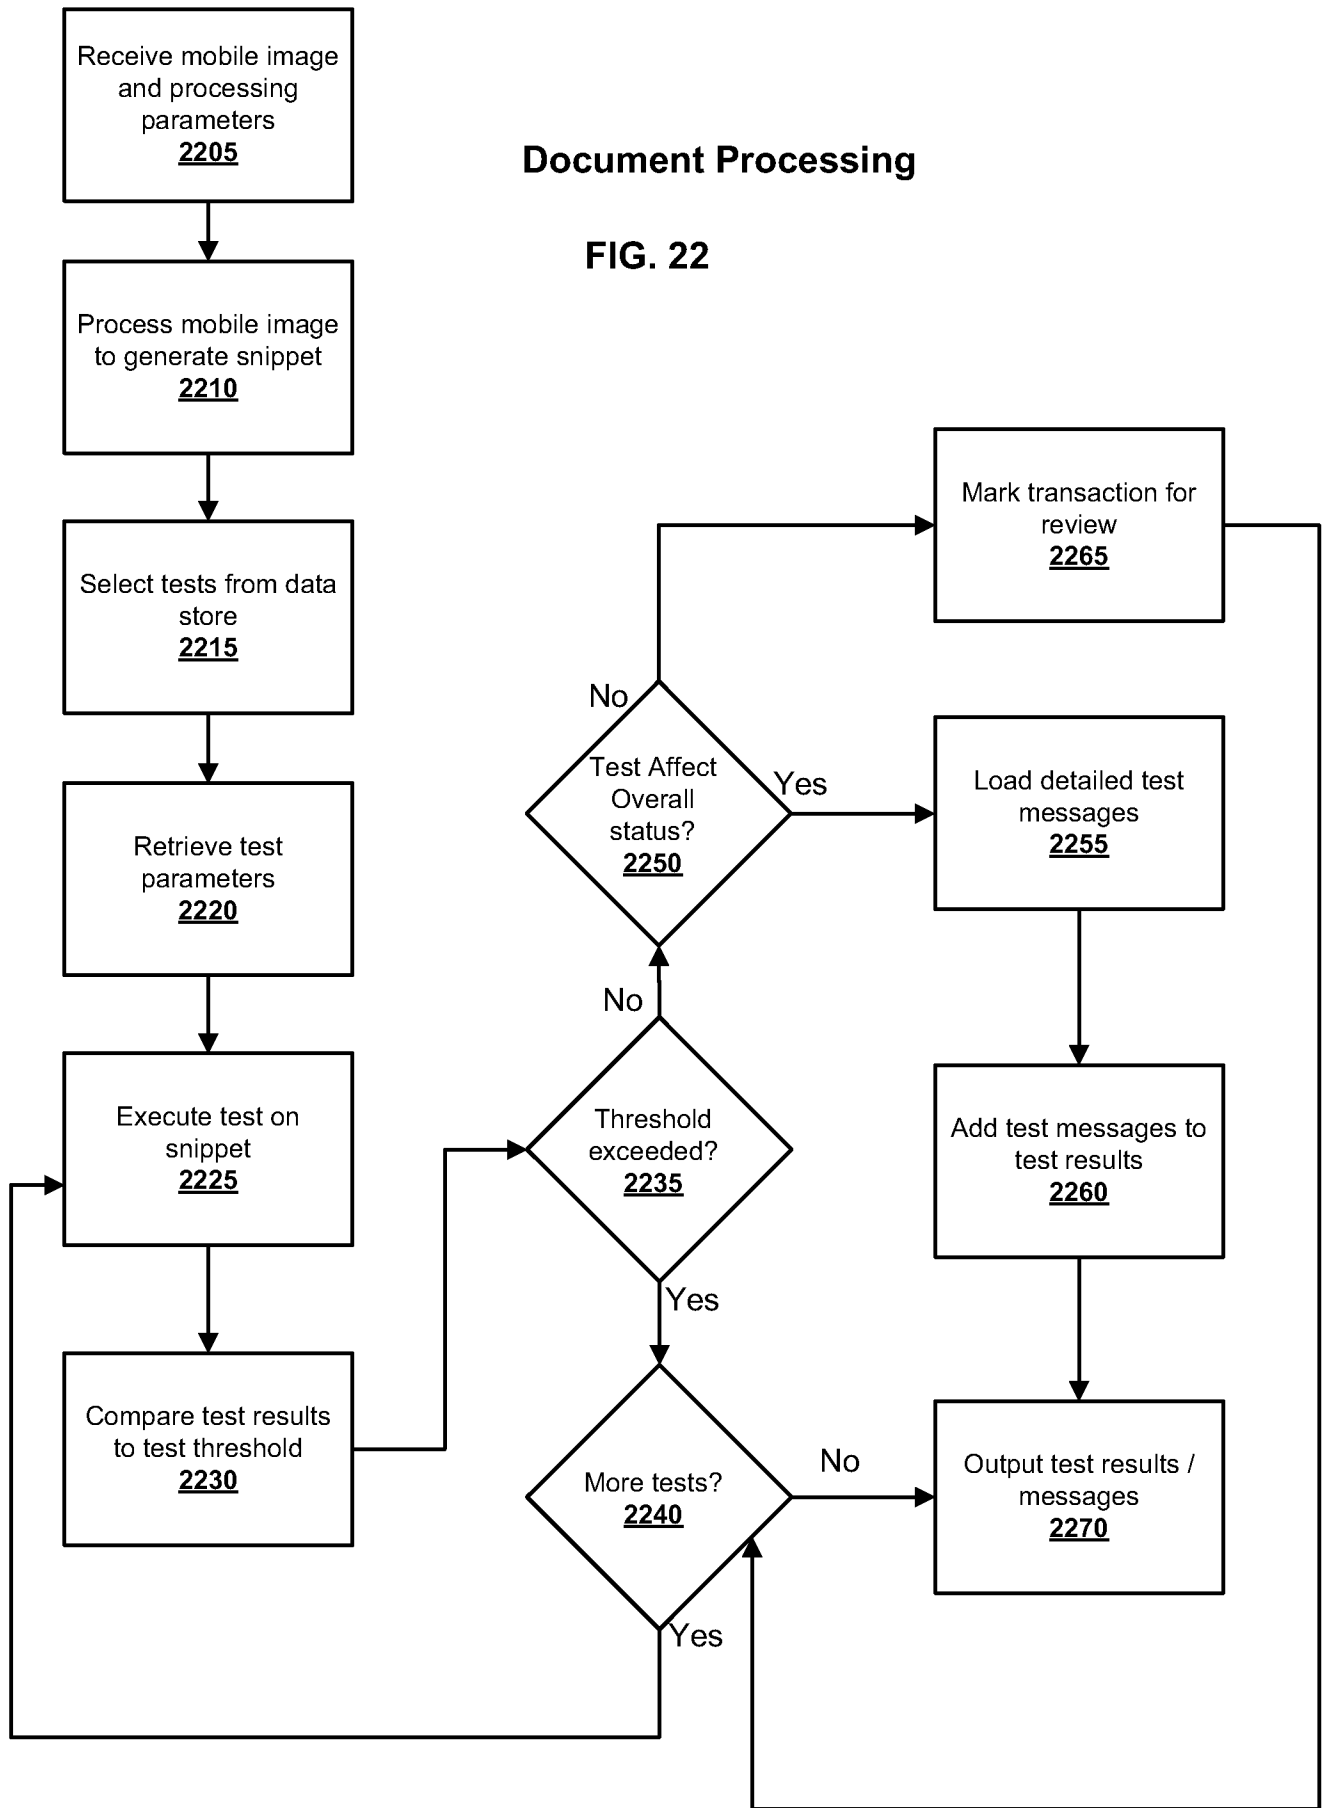 Receive mobile image
and processing
parameters
2205
Document Processing
FIG. 22
Process mobile image
to generate snippet
2210
Select tests from data
store
2215
Retrieve test
parameters
2220
Execute test on
snippet
2225
Compare test results
to test threshold
2230
Threshold
exceeded?
2235
No
Yes
Test Affect
Overall
status?
2250
No
Yes
More tests?
2240
No
Yes
Mark transaction for
review
2265
Load detailed test
messages
2255
Add test messages to
test results
2260
Output test results /
messages
2270